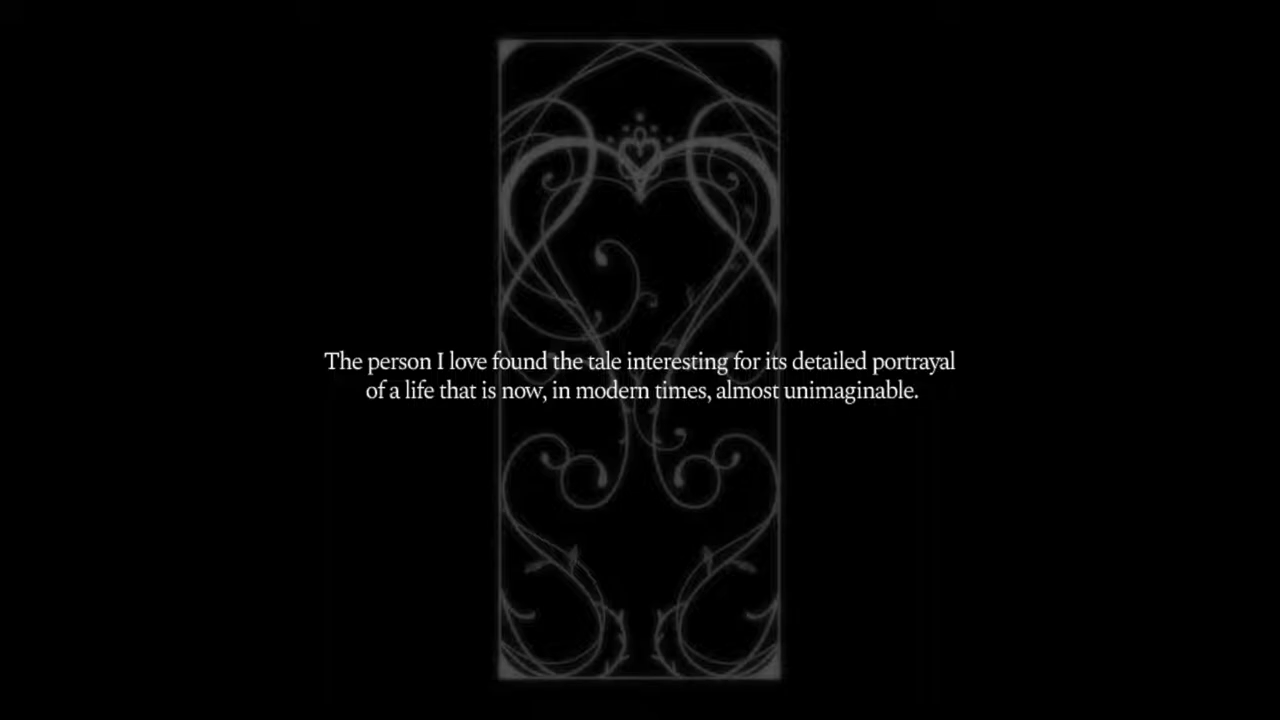 The person I love found the tale interesting for its detailed portrayal
of a life that is now, in modern times, almost unimaginable.